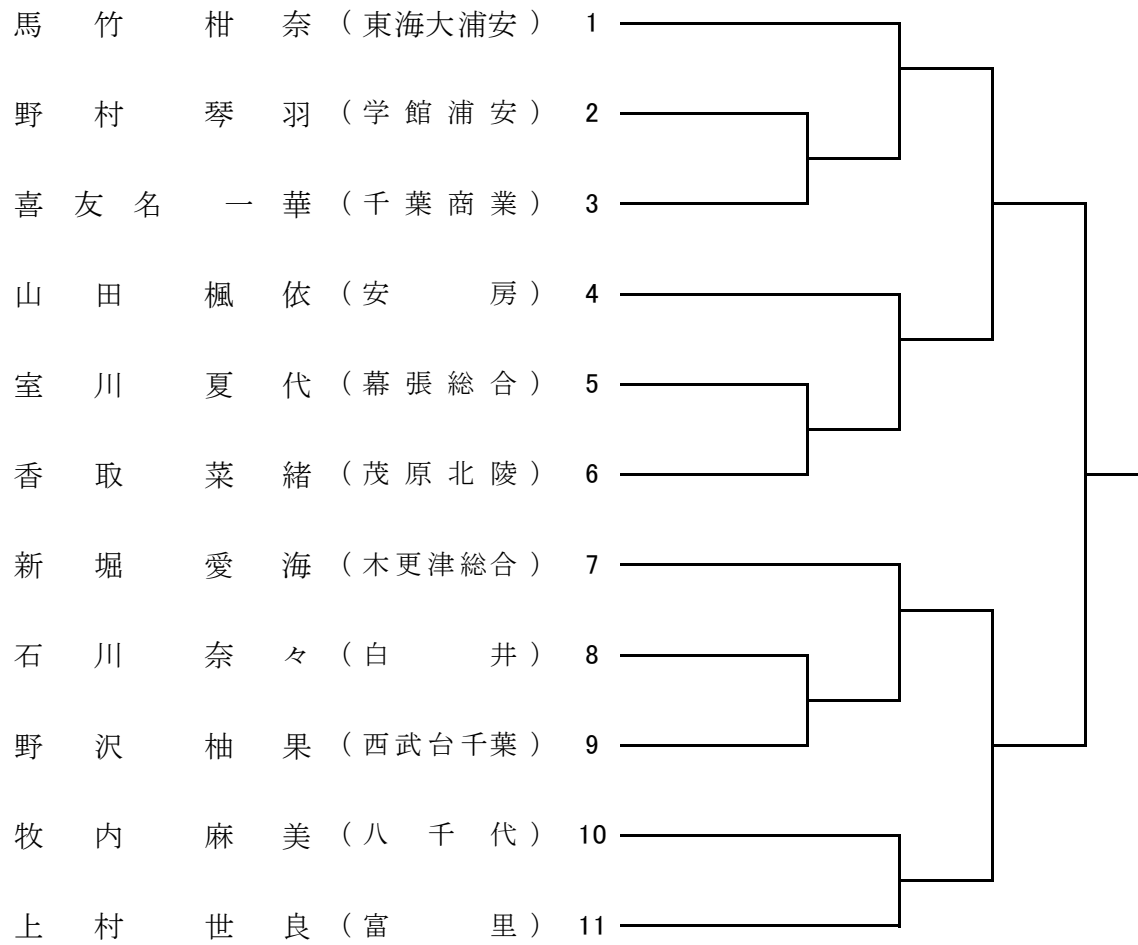 馬竹 柑奈 (東海大浦安) 1
野村 琴羽 (学館浦安) 2
喜友名 一華 (千葉商業) 3
山田 楓依 (安房) 4
室川 夏代 (幕張総合) 5
香取 菜緒 (茂原北陵) 6
新堀 愛海 (木更津総合) 7
石川 奈々 (白井) 8
野沢 柚果 (西武台千葉) 9
牧内 麻美 (八千代) 10
上村 世良 (富里) 11